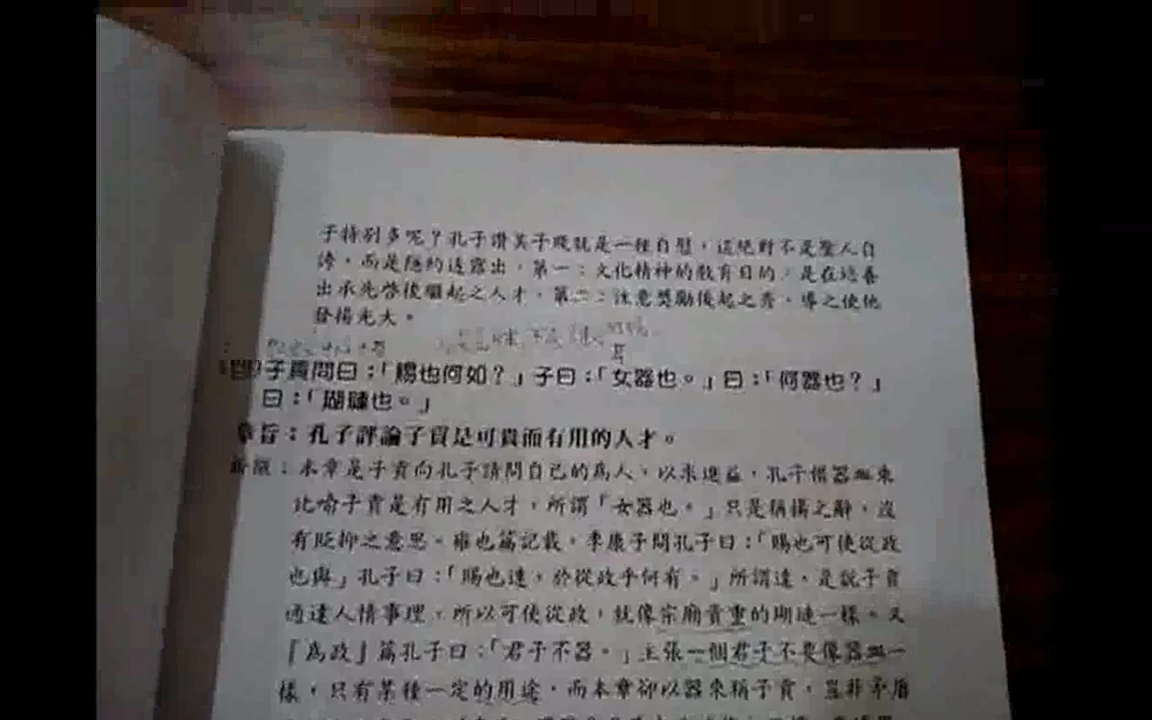 子特別多呢？孔子讚美子賤就是一種自慰，這絕對不是聖人自
誇，而是隱約透露出，第一：文化精神的教育目的，是在培養
出承先啓後繼起之人才，第二：注意獎勵後起之秀，導之使他
發揚光大。
子貢問曰：「賜也何如？」子曰：「女器也。」曰：「何器也？」
曰：「瑚璉也。」
章旨：孔子評論子貢是可貴而有用的人才。
：本章是子貢向孔子請問自己的為人，以求進益，孔子借器皿來
比喻子貢是有用之人才，所謂「女器也。」只是稱揚之辭，沒
有貶抑之意思。雍也篇記載，季康子問孔子曰：「賜也可使從政
也與」孔子曰：「賜也達，於從政乎何有。」所謂達，是說子貢
通達人情事理，所以可使從政，就像宗廟貴重的瑚璉一樣。又
「為政」篇孔子曰：「君子不器。」主張一個君子不要像器皿一
樣，只有某種一定的用途，而本章卻以器來稱子貢，豈非矛盾